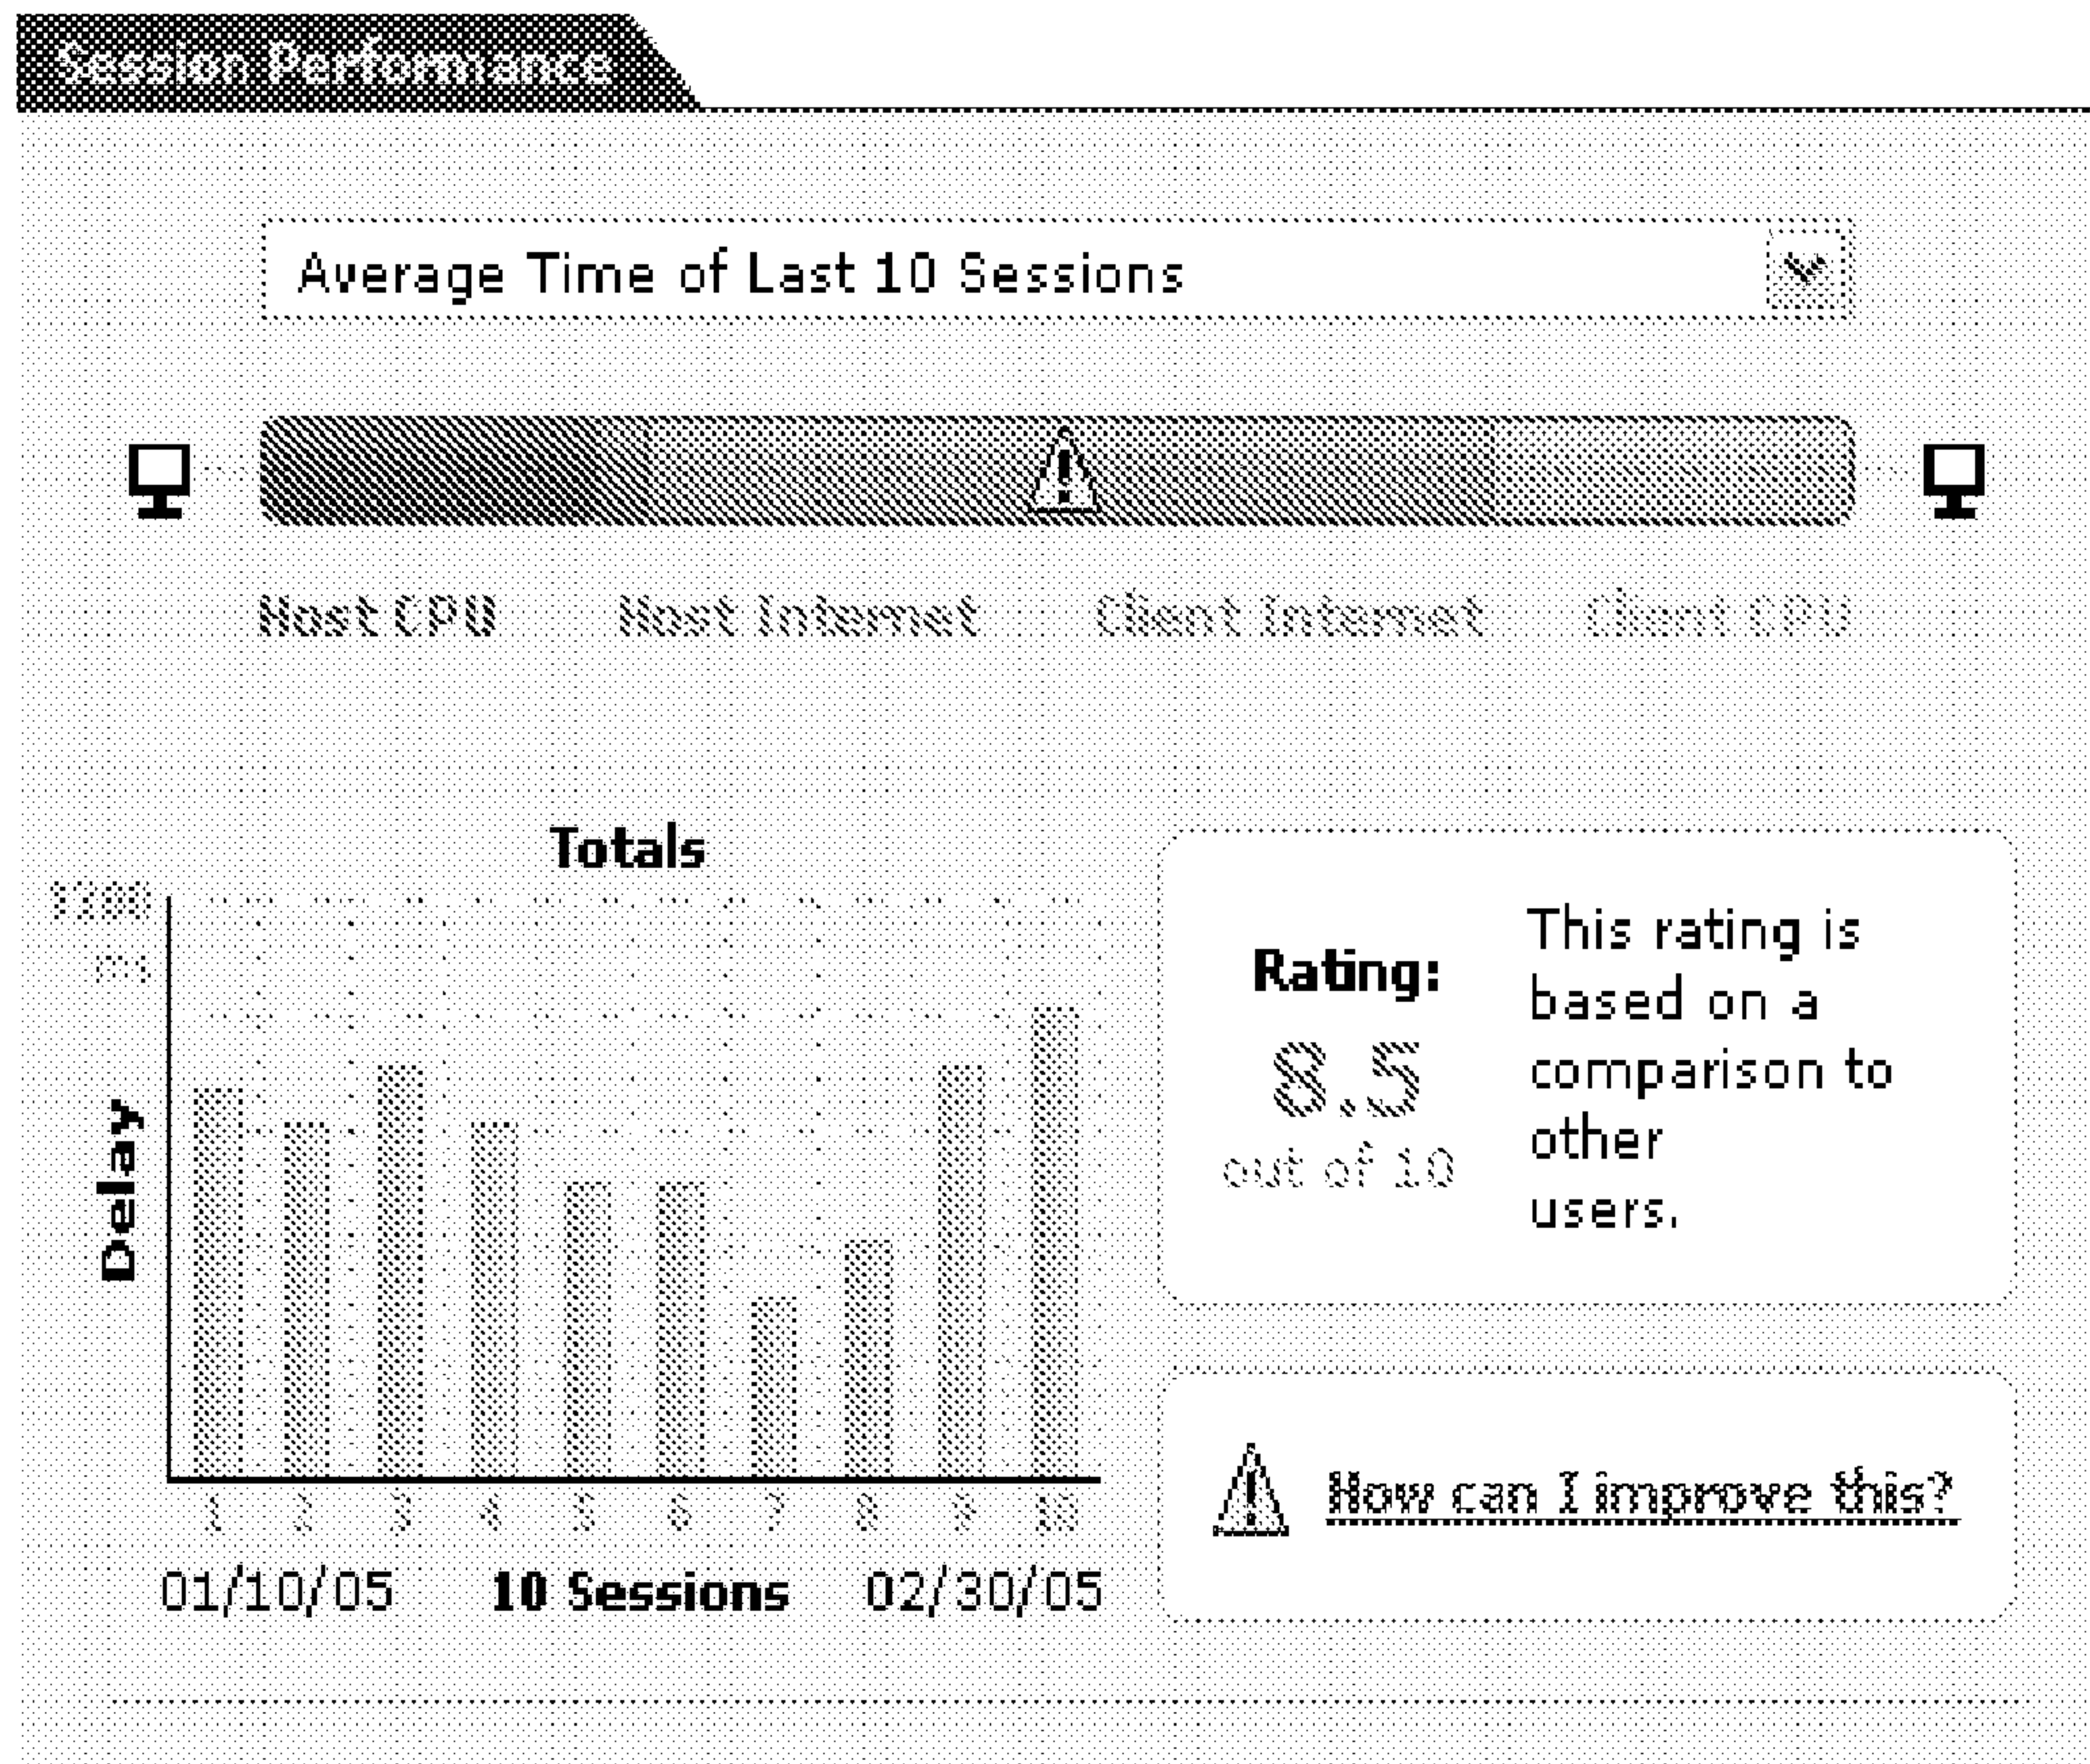 Session Performance
Average Time of Last 10 Sessions
Host CPU Host Internet Client Internet Client CPU
Totals
ms
Delay
1 2 3 4 5 6 7 8 9 10
01/10/05 10 Sessions 02/30/05
Rating:
8.5
out of 10
This rating is
based on a
comparison to
other
users.
How can I improve this?